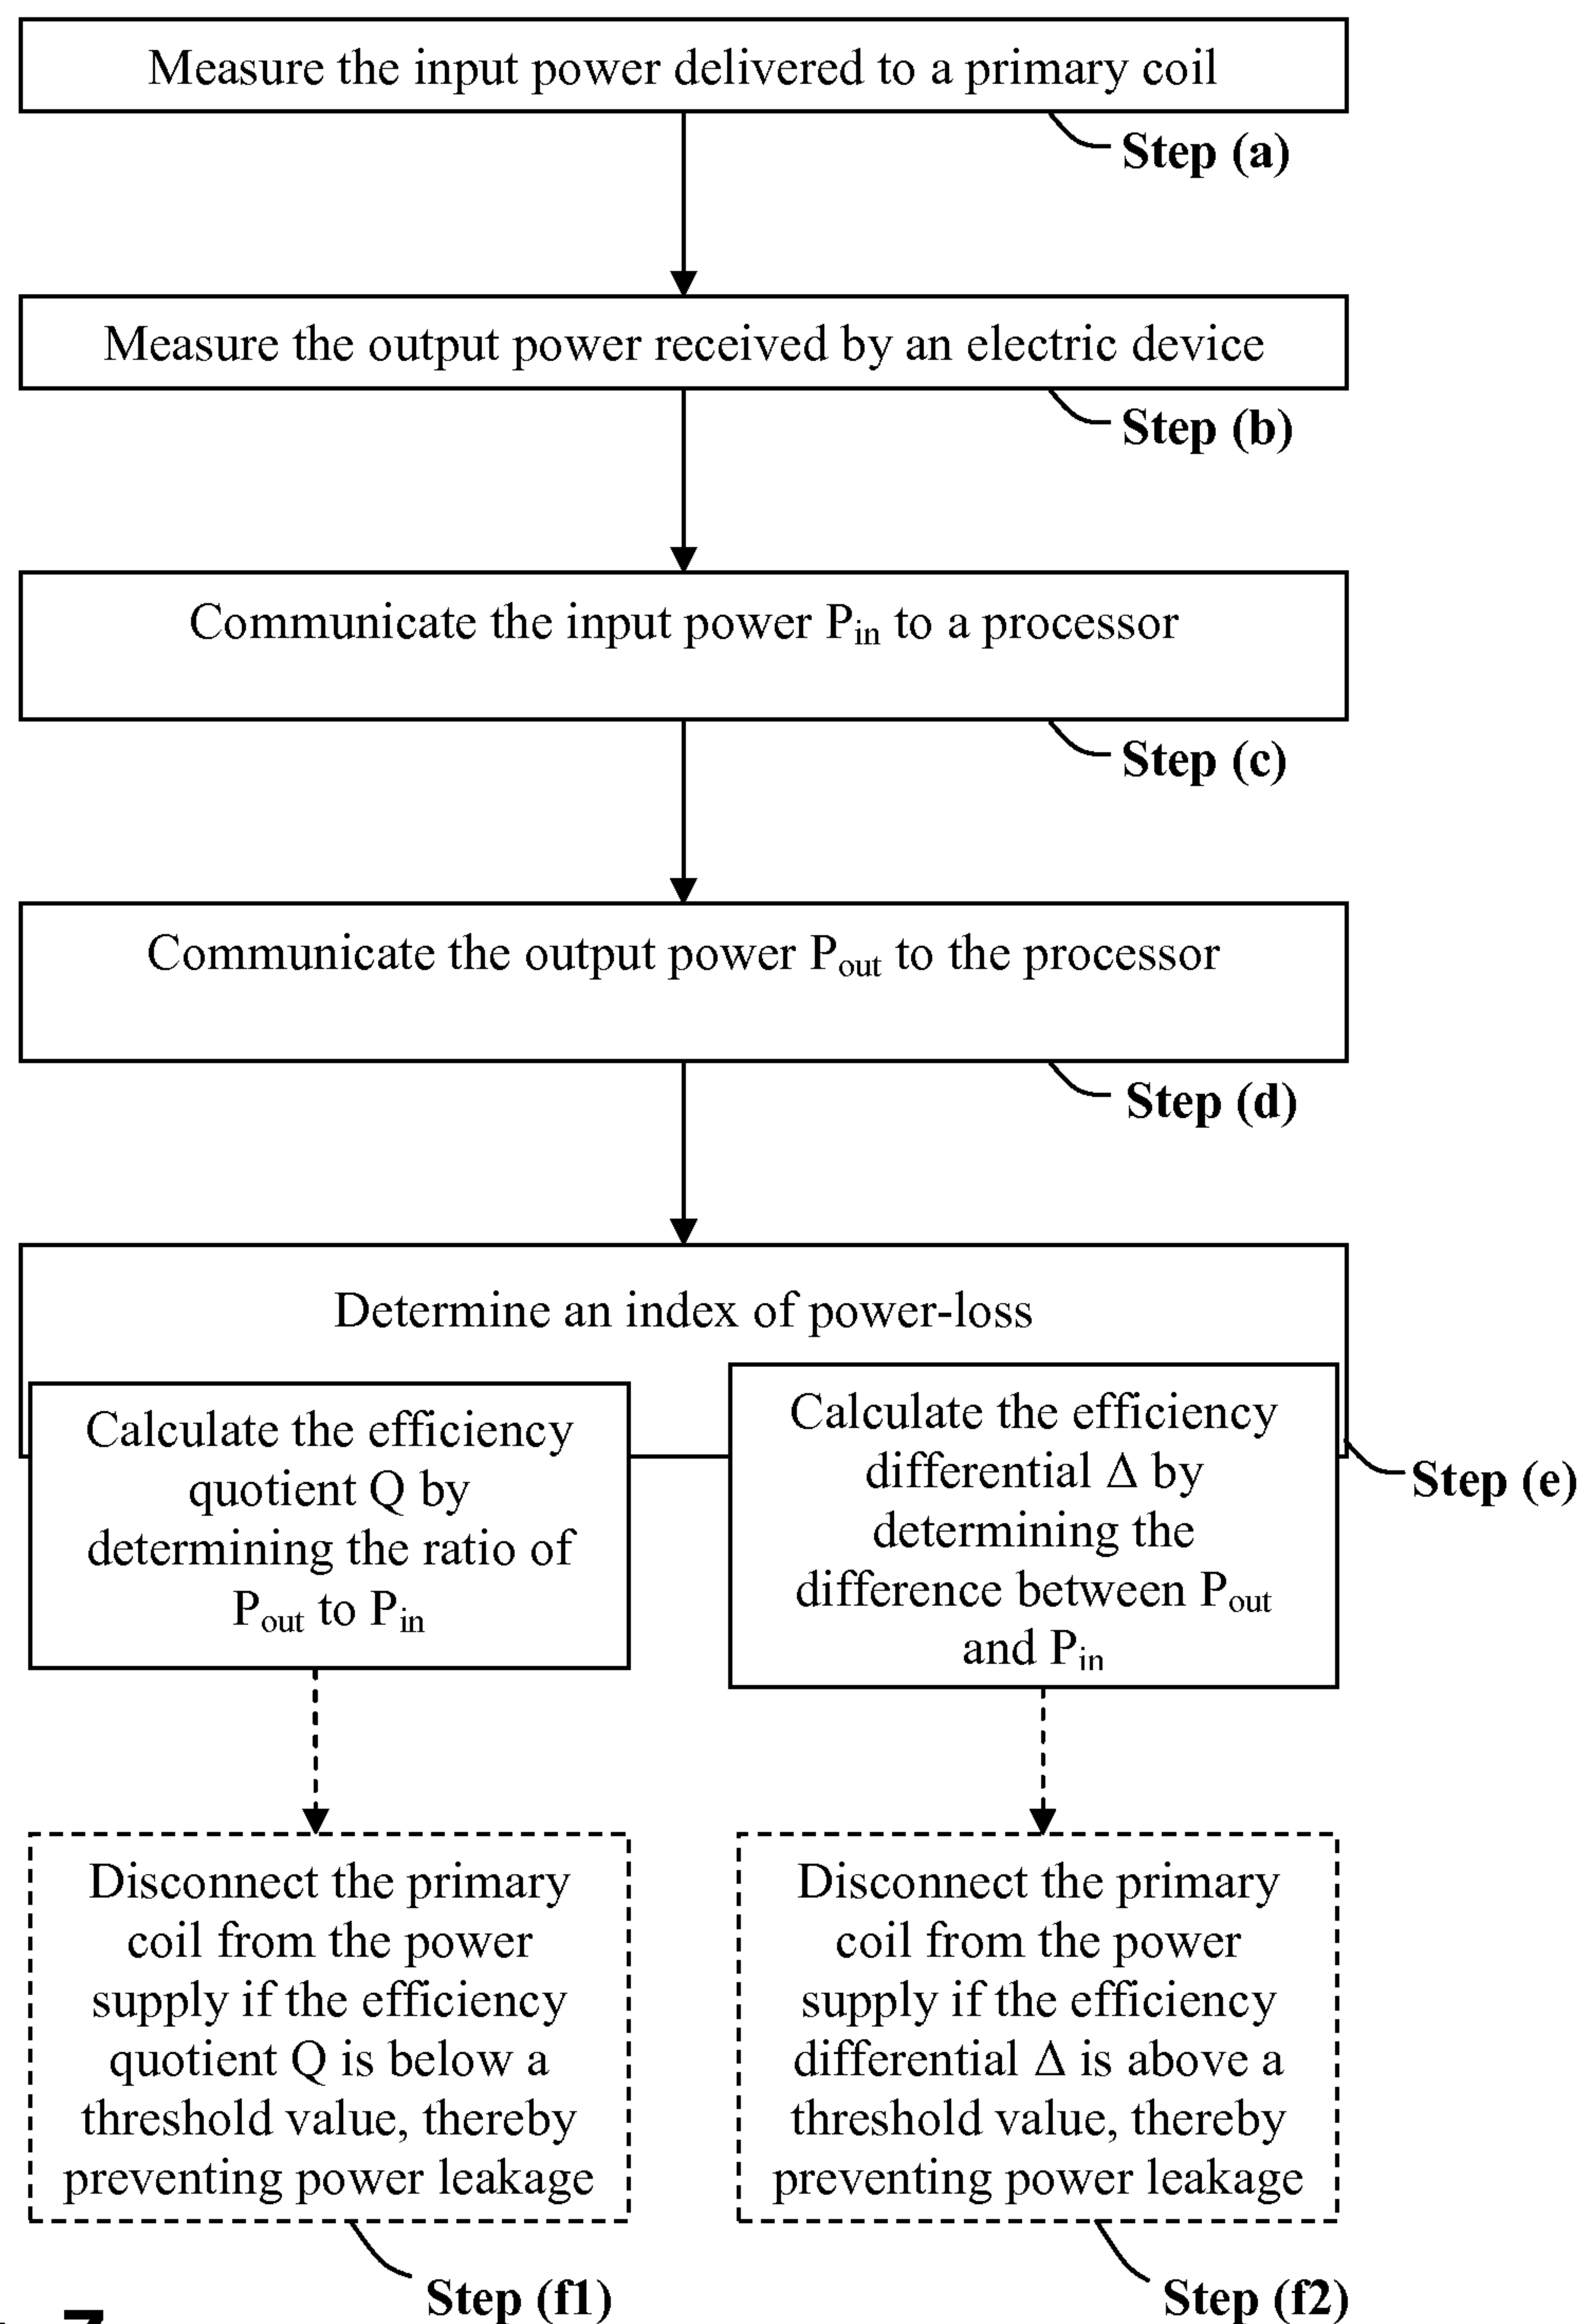 Measure the input power delivered to a primary coil
Step (a)
Measure the output power received by an electric device
Step (b)
Communicate the input power Pin to a processor
Step (c)
Communicate the output power Pout to the processor
Step (d)
Determine an index of power-loss
Calculate the efficiency
quotient Q by
determining the ratio of
Pout to Pin
Calculate the efficiency
differential Δ by
determining the
difference between Pout
and Pin
Step (e)
Disconnect the primary
coil from the power
supply if the efficiency
quotient Q is below a
threshold value, thereby
preventing power leakage
Step (f1)
Disconnect the primary
coil from the power
supply if the efficiency
differential Δ is above a
threshold value, thereby
preventing power leakage
Step (f2)